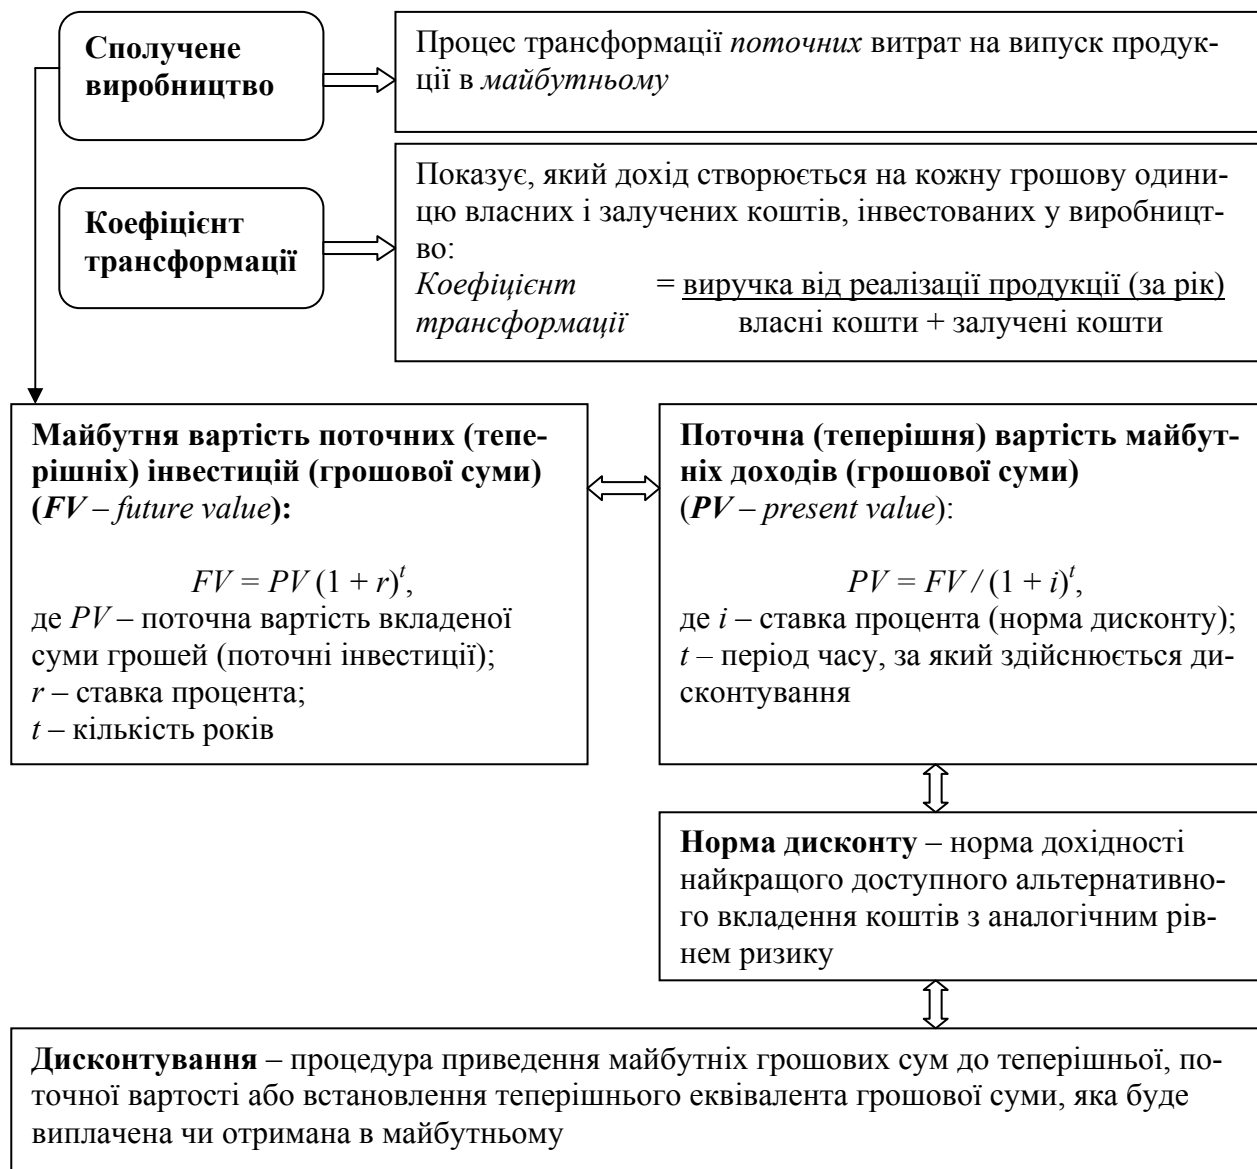 Сполучене
виробництво
Процес трансформації поточних витрат на випуск продук-
ції в майбутньому
Коефіцієнт
трансформації
Показує, який дохід створюється на кожну грошову одини-
цю власних і залучених коштів, інвестованих у виробницт-
во:
Коефіцієнт = виручка від реалізації продукції (за рік)
трансформації власні кошти + залучені кошти
Майбутня вартість поточних (тепе-
рішніх) інвестицій (грошової суми)
(FV – future value):
FV = PV (1 + r)^t,
де PV – поточна вартість вкладеної
суми грошей (поточні інвестиції);
r – ставка процента;
t – кількість років
Поточна (теперішня) вартість майбут-
ніх доходів (грошової суми)
(PV – present value):
PV = FV / (1 + i)^t,
де i – ставка процента (норма дисконту);
t – період часу, за який здійснюється ди-
сконтування
Норма дисконту – норма дохідності
найкращого доступного альтернативно-
го вкладення коштів з аналогічним рів-
нем ризику
Дисконтування – процедура приведення майбутніх грошових сум до теперішньої, по-
точної вартості або встановлення теперішнього еквівалента грошової суми, яка буде
виплачена чи отримана в майбутньому